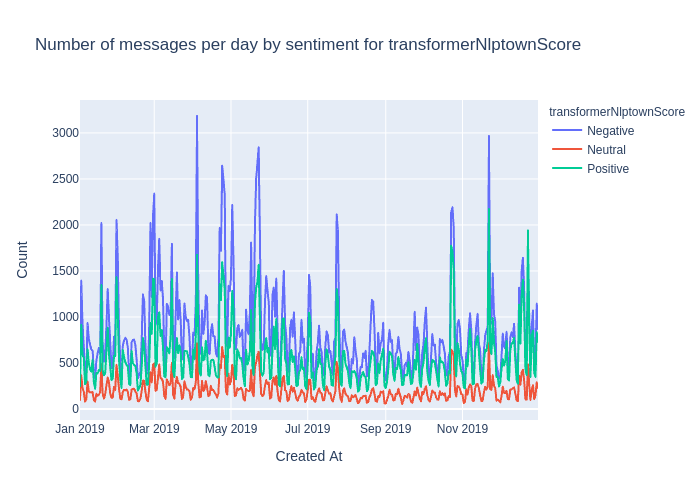 Number of messages per day by sentiment for transformerNlptownScore
transformerNlptownScore
Negative
Neutral
Positive
3000
2500
2000
1500
1000
500
0
Count
Jan 2019 Mar 2019 May 2019 Jul 2019 Sep 2019 Nov 2019
Created At